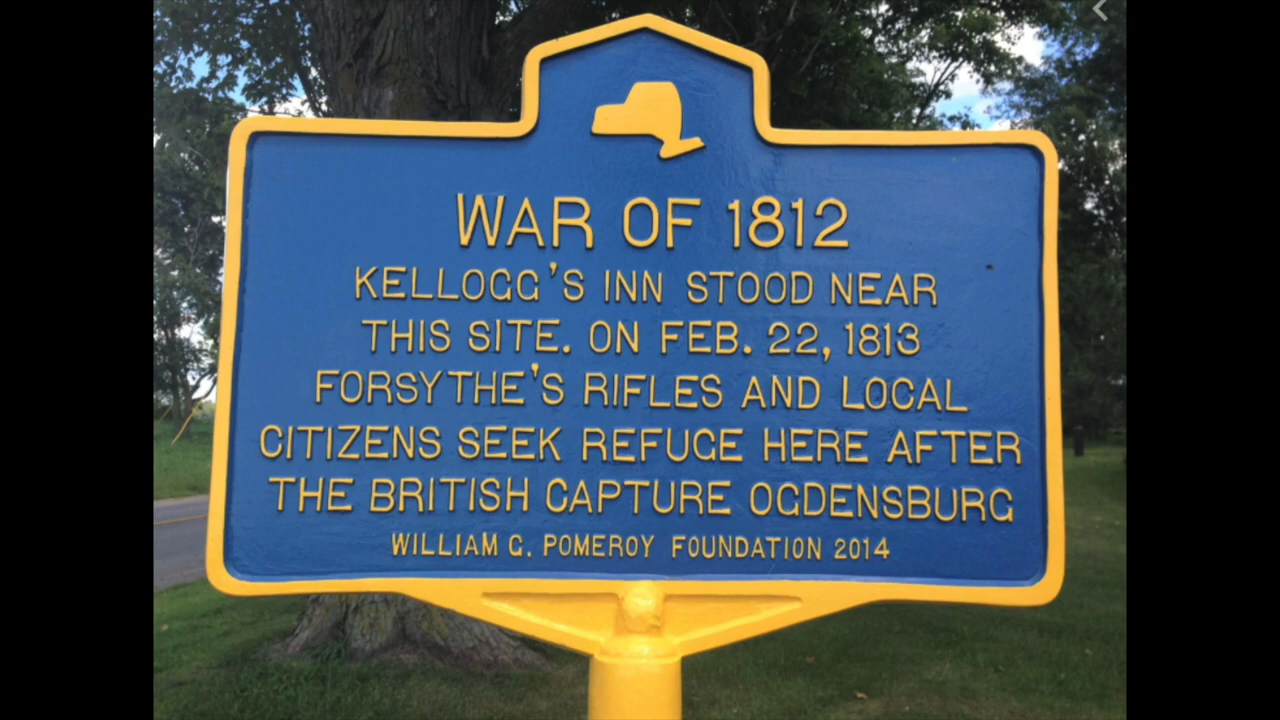 WAR OF 1812
KELLOGG'S INN STOOD NEAR
THIS SITE. ON FEB. 22, 1813
FORSYTHE'S RIFLES AND LOCAL
CITIZENS SEEK REFUGE HERE AFTER
THE BRITISH CAPTURE OGDENSBURG
WILLIAM G. POMEROY FOUNDATION 2014